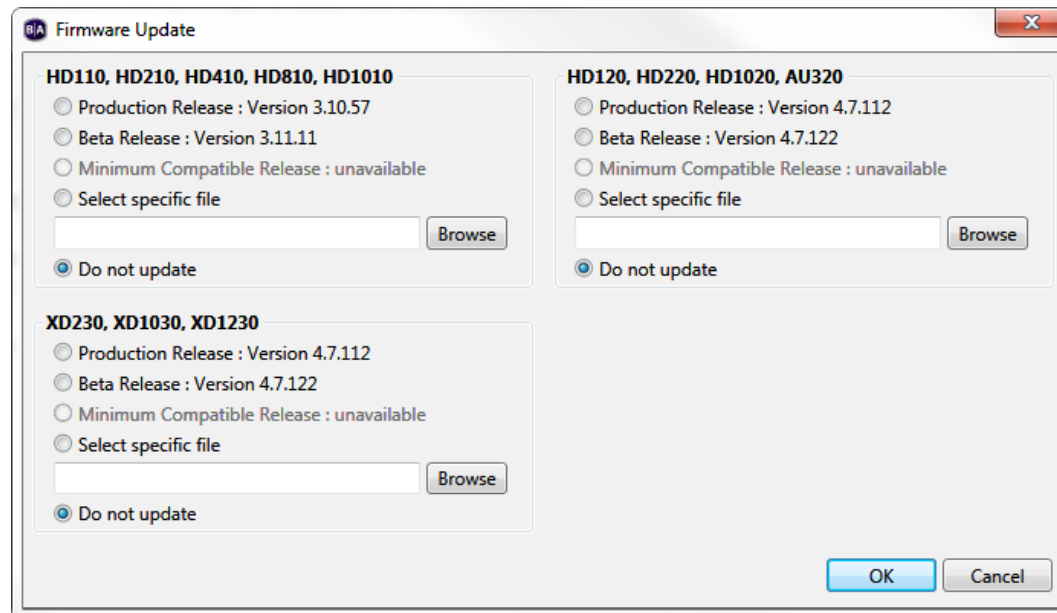 BA Firmware Update
HD110, HD210, HD410, HD810, HD1010
Production Release : Version 3.10.57
Beta Release : Version 3.11.11
Minimum Compatible Release : unavailable
Select specific file
Browse
Do not update
HD120, HD220, HD1020, AU320
Production Release : Version 4.7.112
Beta Release : Version 4.7.122
Minimum Compatible Release : unavailable
Select specific file
Browse
Do not update
XD230, XD1030, XD1230
Production Release : Version 4.7.112
Beta Release : Version 4.7.122
Minimum Compatible Release : unavailable
Select specific file
Browse
Do not update
OK Cancel